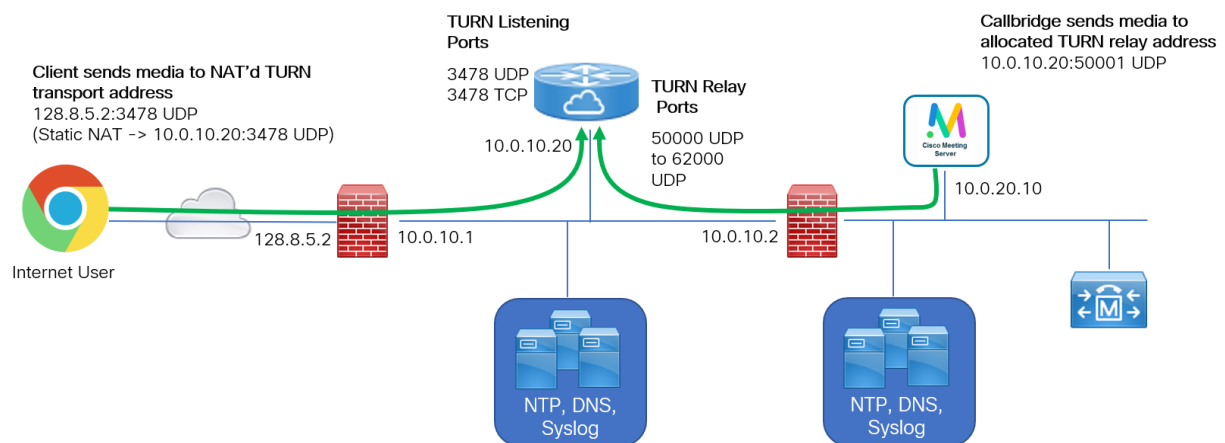 TURN Listening
Ports
3478 UDP
3478 TCP
Callbridge sends media to
allocated TURN relay address
10.0.10.20:50001 UDP
Client sends media to NAT'd TURN
transport address
128.8.5.2:3478 UDP
(Static NAT -> 10.0.10.20:3478 UDP)
TURN Relay
Ports
50000 UDP
to 62000
UDP
10.0.10.20
Cisco Meeting
Server
10.0.20.10
128.8.5.2
10.0.10.1
10.0.10.2
Internet User
M
NTP, DNS,
Syslog
NTP, DNS,
Syslog